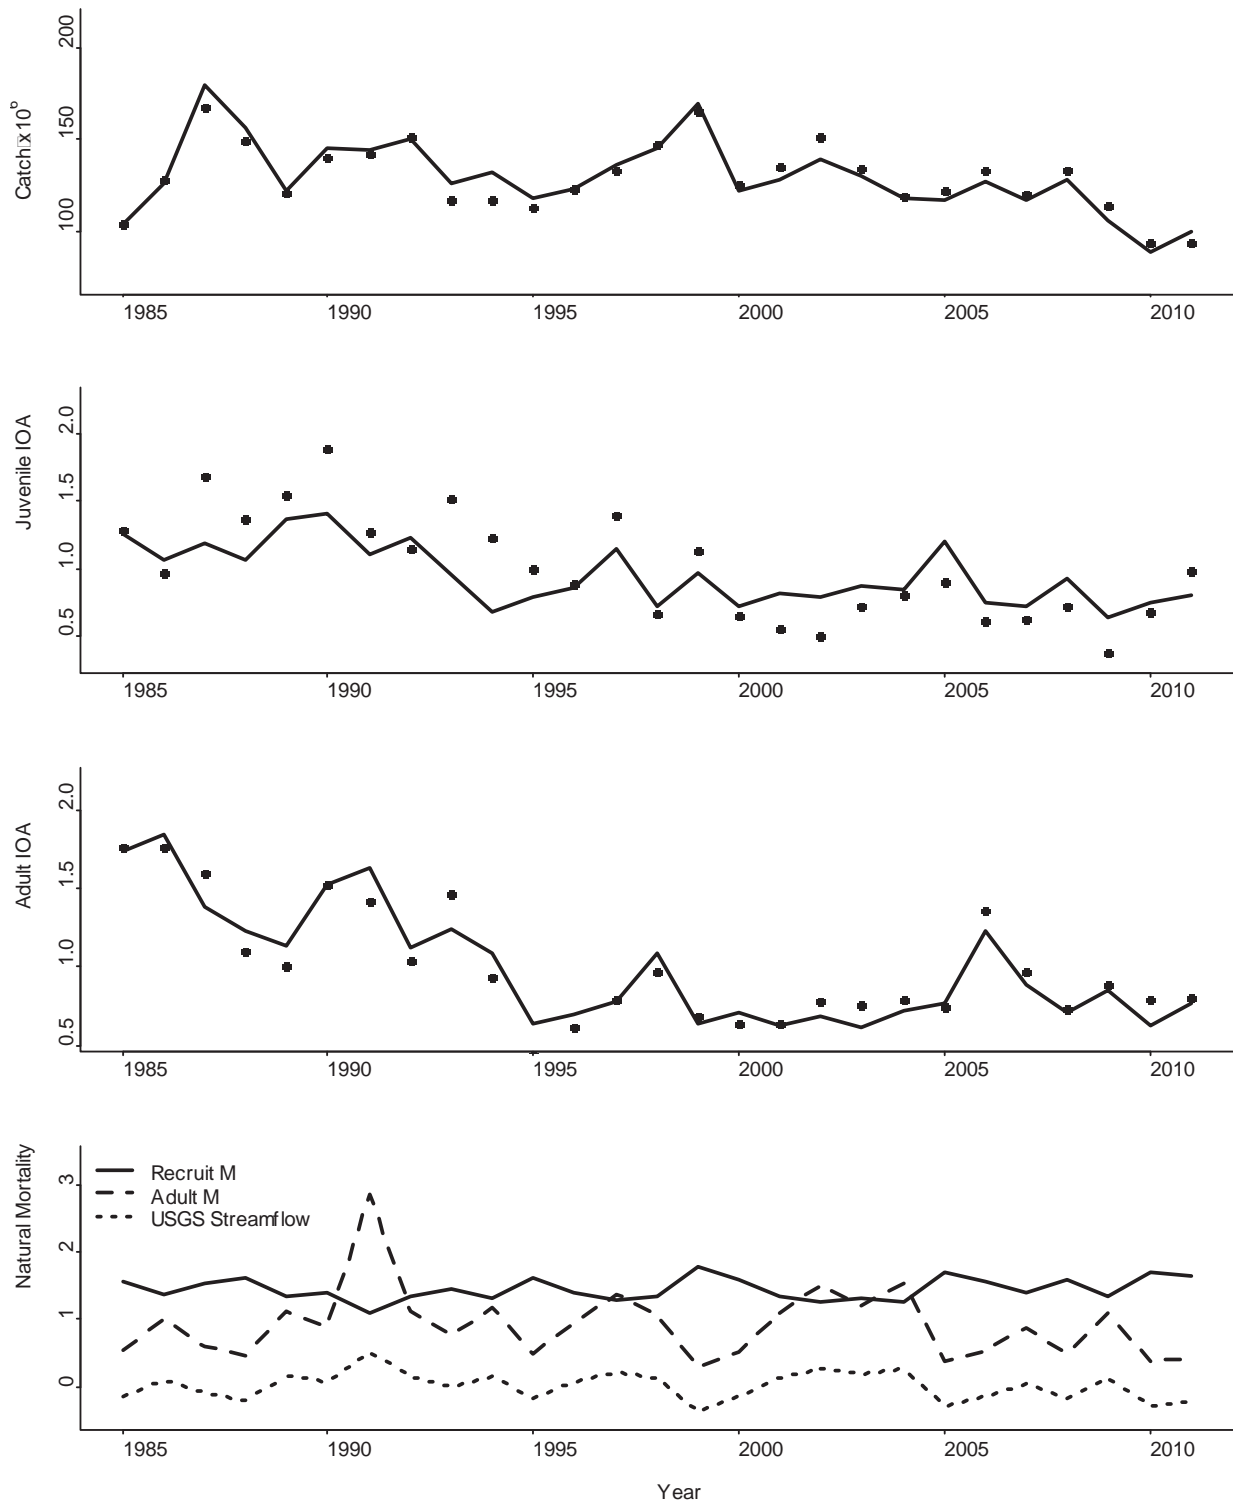 Catch x10⁶
200
150
100
1985 1990 1995 2000 2005 2010
Juvenile IOA
2.0
1.5
1.0
0.5
1985 1990 1995 2000 2005 2010
Adult IOA
2.0
1.5
1.0
0.5
1985 1990 1995 2000 2005 2010
Natural Mortality
3
2
1
0
Recruit M
Adult M
USGS Streamflow
1985 1990 1995 2000 2005 2010
Year